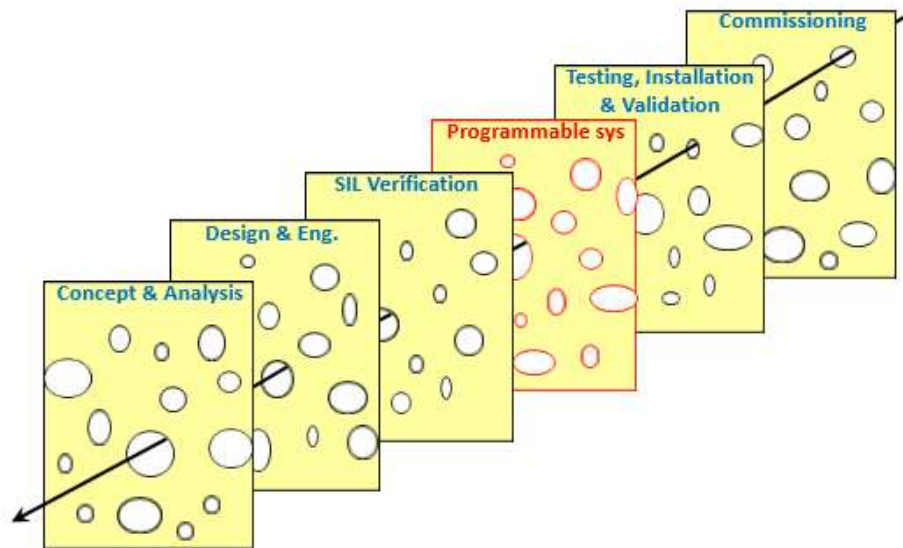 Commissioning
Testing, Installation
& Validation
Programmable sys
SIL Verification
Design & Eng.
Concept & Analysis